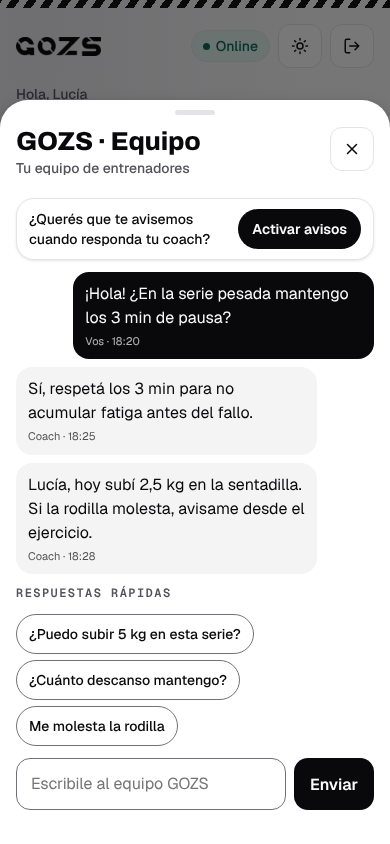 GOZS
Online
Hola, Lucía
GOZS · Equipo
Tu equipo de entrenadores
¿Querés que te avisemos
cuando responda tu coach?
Activar avisos
¡Hola! ¿En la serie pesada mantengo
los 3 min de pausa?
Vos · 18:20
Sí, respetá los 3 min para no
acumular fatiga antes del fallo.
Coach · 18:25
Lucía, hoy subí 2,5 kg en la sentadilla.
Si la rodilla molesta, avisame desde el
ejercicio.
Coach · 18:28
RESPUESTAS RÁPIDAS
¿Puedo subir 5 kg en esta serie?
¿Cuánto descanso mantengo?
Me molesta la rodilla
Escribile al equipo GOZS
Enviar